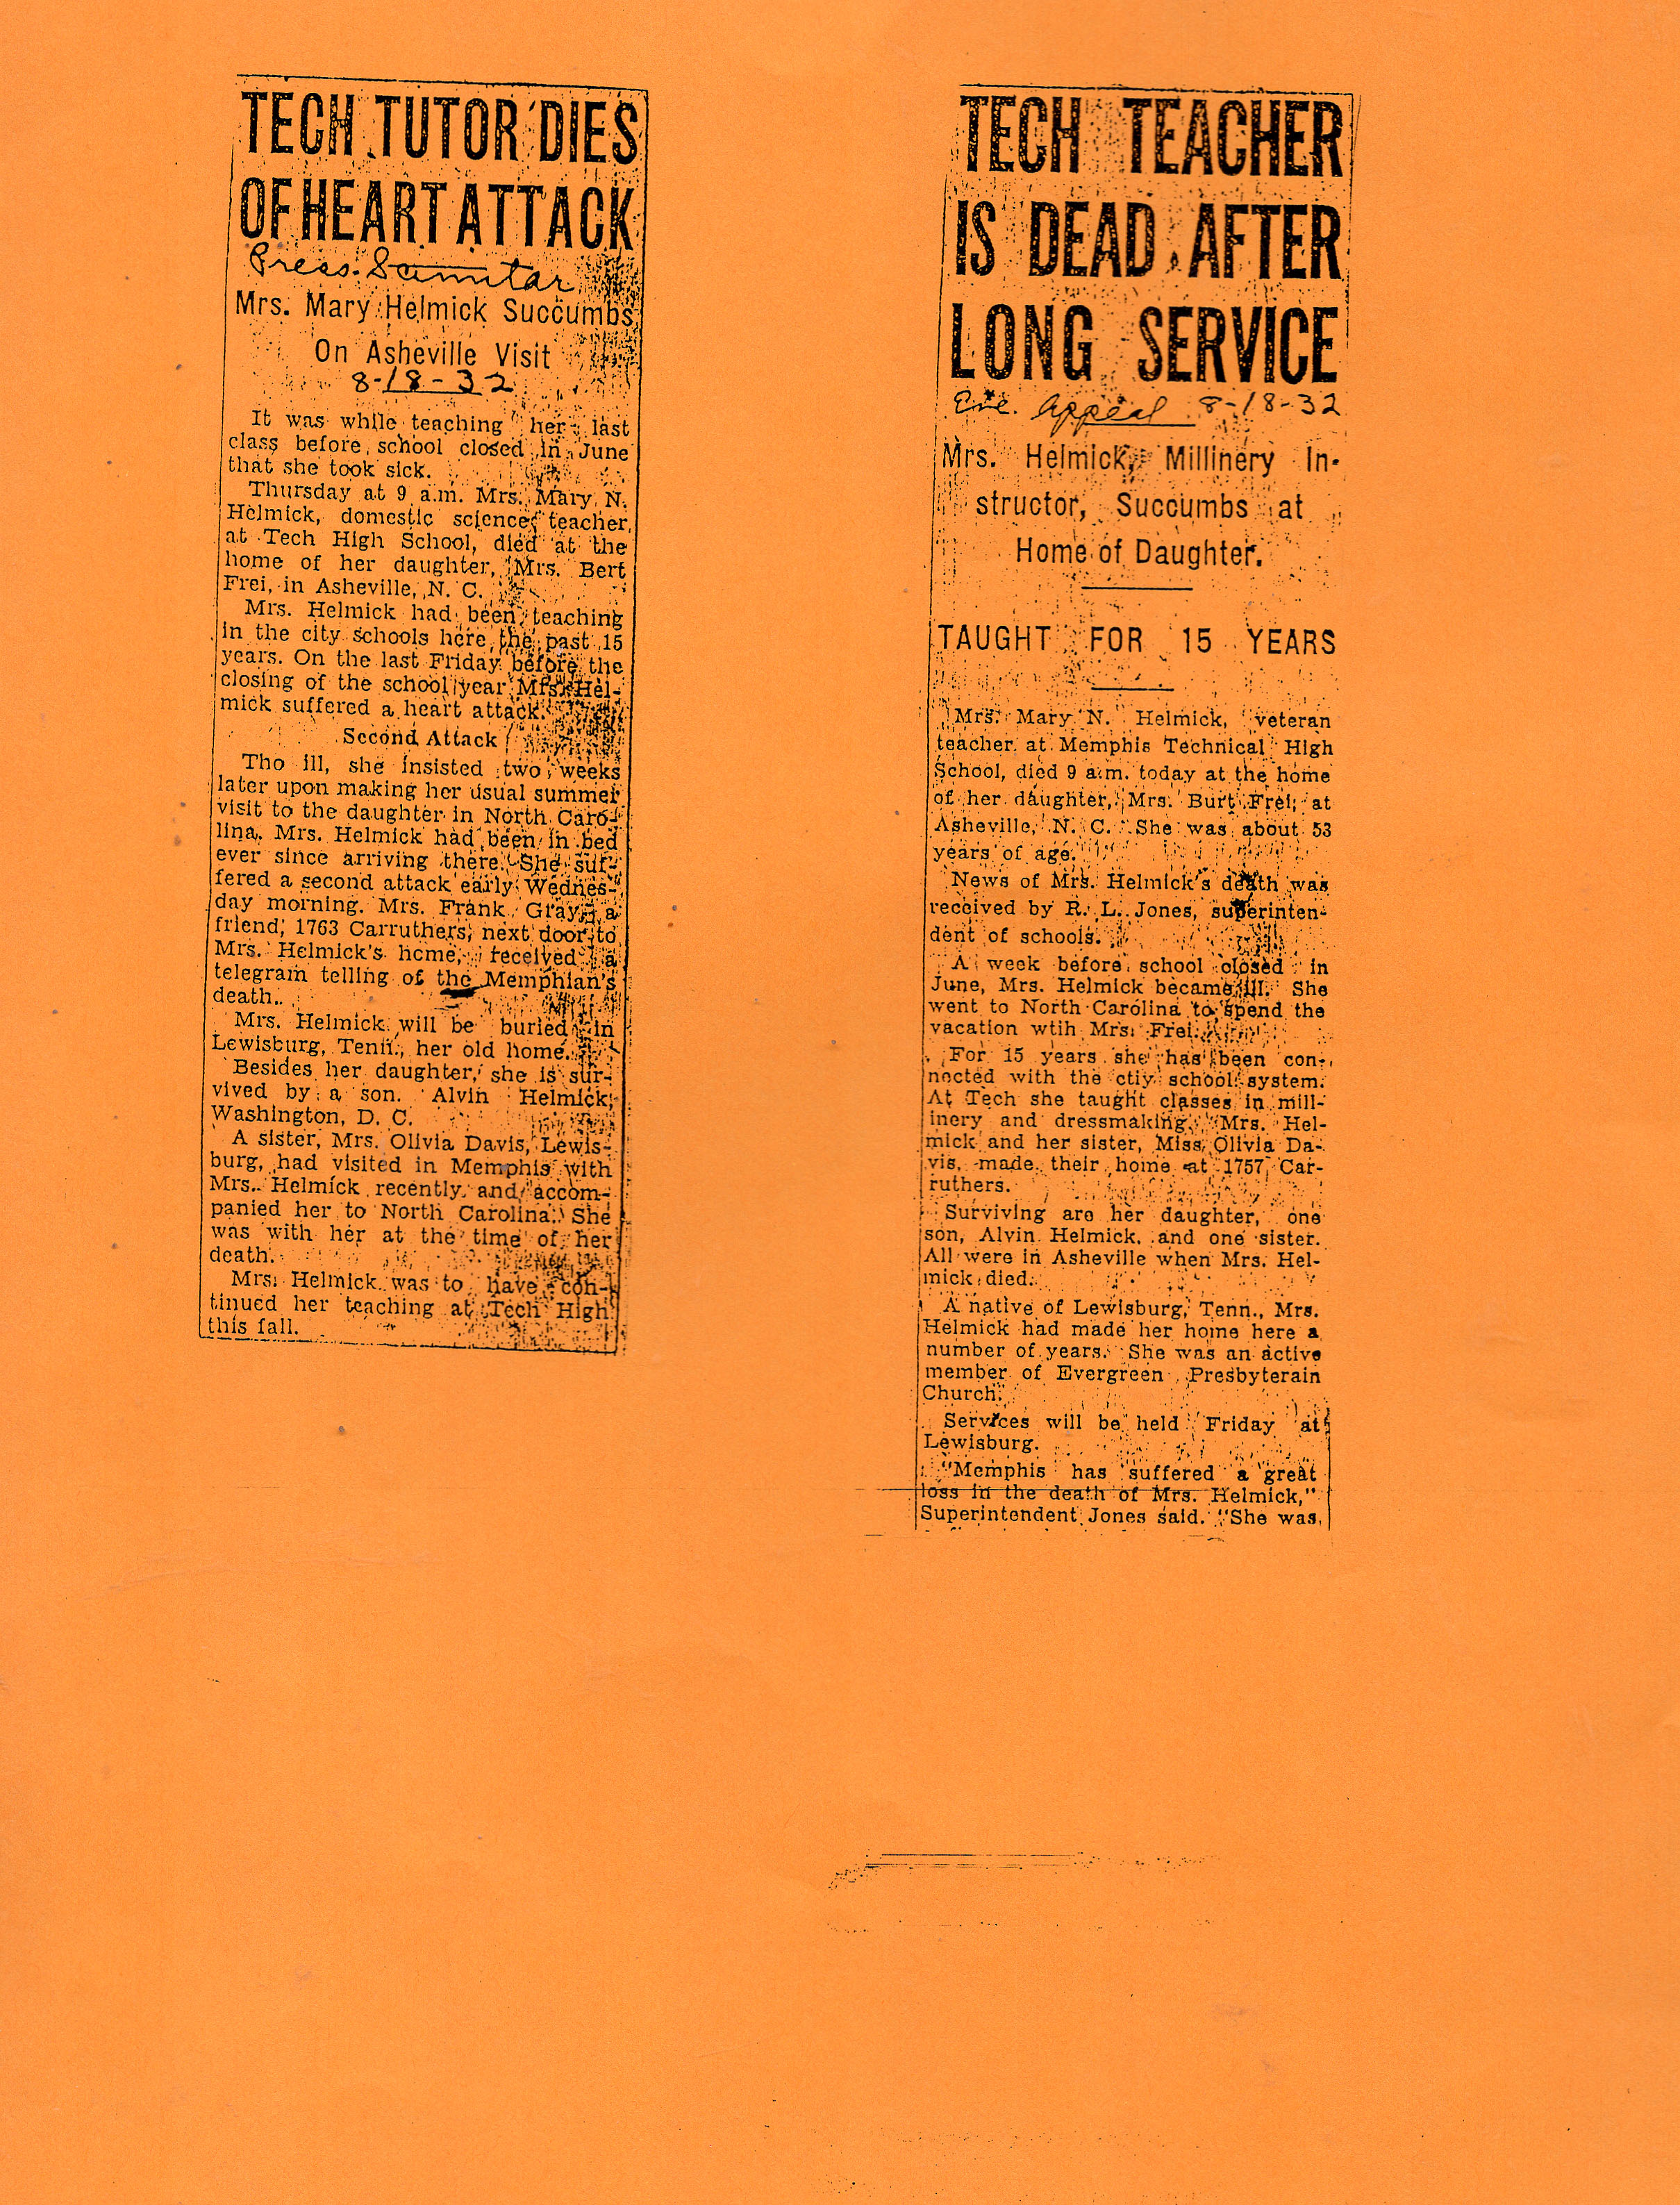 TECH TUTOR DIES
OF HEART ATTACK
Press-Scimitar
Mrs. Mary Helmick Succumbs
On Asheville Visit
8-18-32
It was while teaching her last
class before school closed in June
that she took sick.
Thursday at 9 a.m. Mrs. Mary N.
Helmick, domestic science teacher
at Tech High School, died at the
home of her daughter, Mrs. Bert
Frei, in Asheville, N. C.
Mrs. Helmick had been teaching
in the city schools here the past 15
years. On the last Friday before the
closing of the school year Mrs. Hel-
mick suffered a heart attack.
Second Attack
Tho ill, she insisted two weeks
later upon making her usual summer
visit to the daughter in North Caro-
lina. Mrs. Helmick had been in bed
ever since arriving there. She suf-
fered a second attack early Wednes-
day morning. Mrs. Frank Gray, a
friend, 1763 Carruthers, next door to
Mrs. Helmick's home, received a
telegram telling of the Memphian's
death.
Mrs. Helmick will be buried in
Lewisburg, Tenn., her old home.
Besides her daughter, she is sur-
vived by a son. Alvin Helmick,
Washington, D. C.
A sister, Mrs. Olivia Davis, Lewis-
burg, had visited in Memphis with
Mrs. Helmick recently and accom-
panied her to North Carolina. She
was with her at the time of her
death.
Mrs. Helmick was to have con-
tinued her teaching at Tech High
this fall.
TECH TEACHER
IS DEAD AFTER
LONG SERVICE
Eve. Appeal 8-18-32
Mrs. Helmick, Millinery In-
structor, Succumbs at
Home of Daughter.
TAUGHT FOR 15 YEARS
Mrs. Mary N. Helmick, veteran
teacher at Memphis Technical High
School, died 9 a.m. today at the home
of her daughter, Mrs. Burt Frei, at
Asheville, N. C. She was about 53
years of age.
News of Mrs. Helmick's death was
received by R. L. Jones, superinten-
dent of schools.
A week before school closed in
June, Mrs. Helmick became ill. She
went to North Carolina to spend the
vacation wtih Mrs. Frei.
For 15 years she has been con-
nected with the ctiy school system.
At Tech she taught classes in mill-
inery and dressmaking. Mrs. Hel-
mick and her sister, Miss Olivia Da-
vis, made their home at 1757 Car-
ruthers.
Surviving are her daughter, one
son, Alvin Helmick, and one sister.
All were in Asheville when Mrs. Hel-
mick died.
A native of Lewisburg, Tenn., Mrs.
Helmick had made her home here a
number of years. She was an active
member of Evergreen Presbyterain
Church.
Services will be held Friday at
Lewisburg.
"Memphis has suffered a great
loss in the death of Mrs. Helmick,"
Superintendent Jones said. "She was